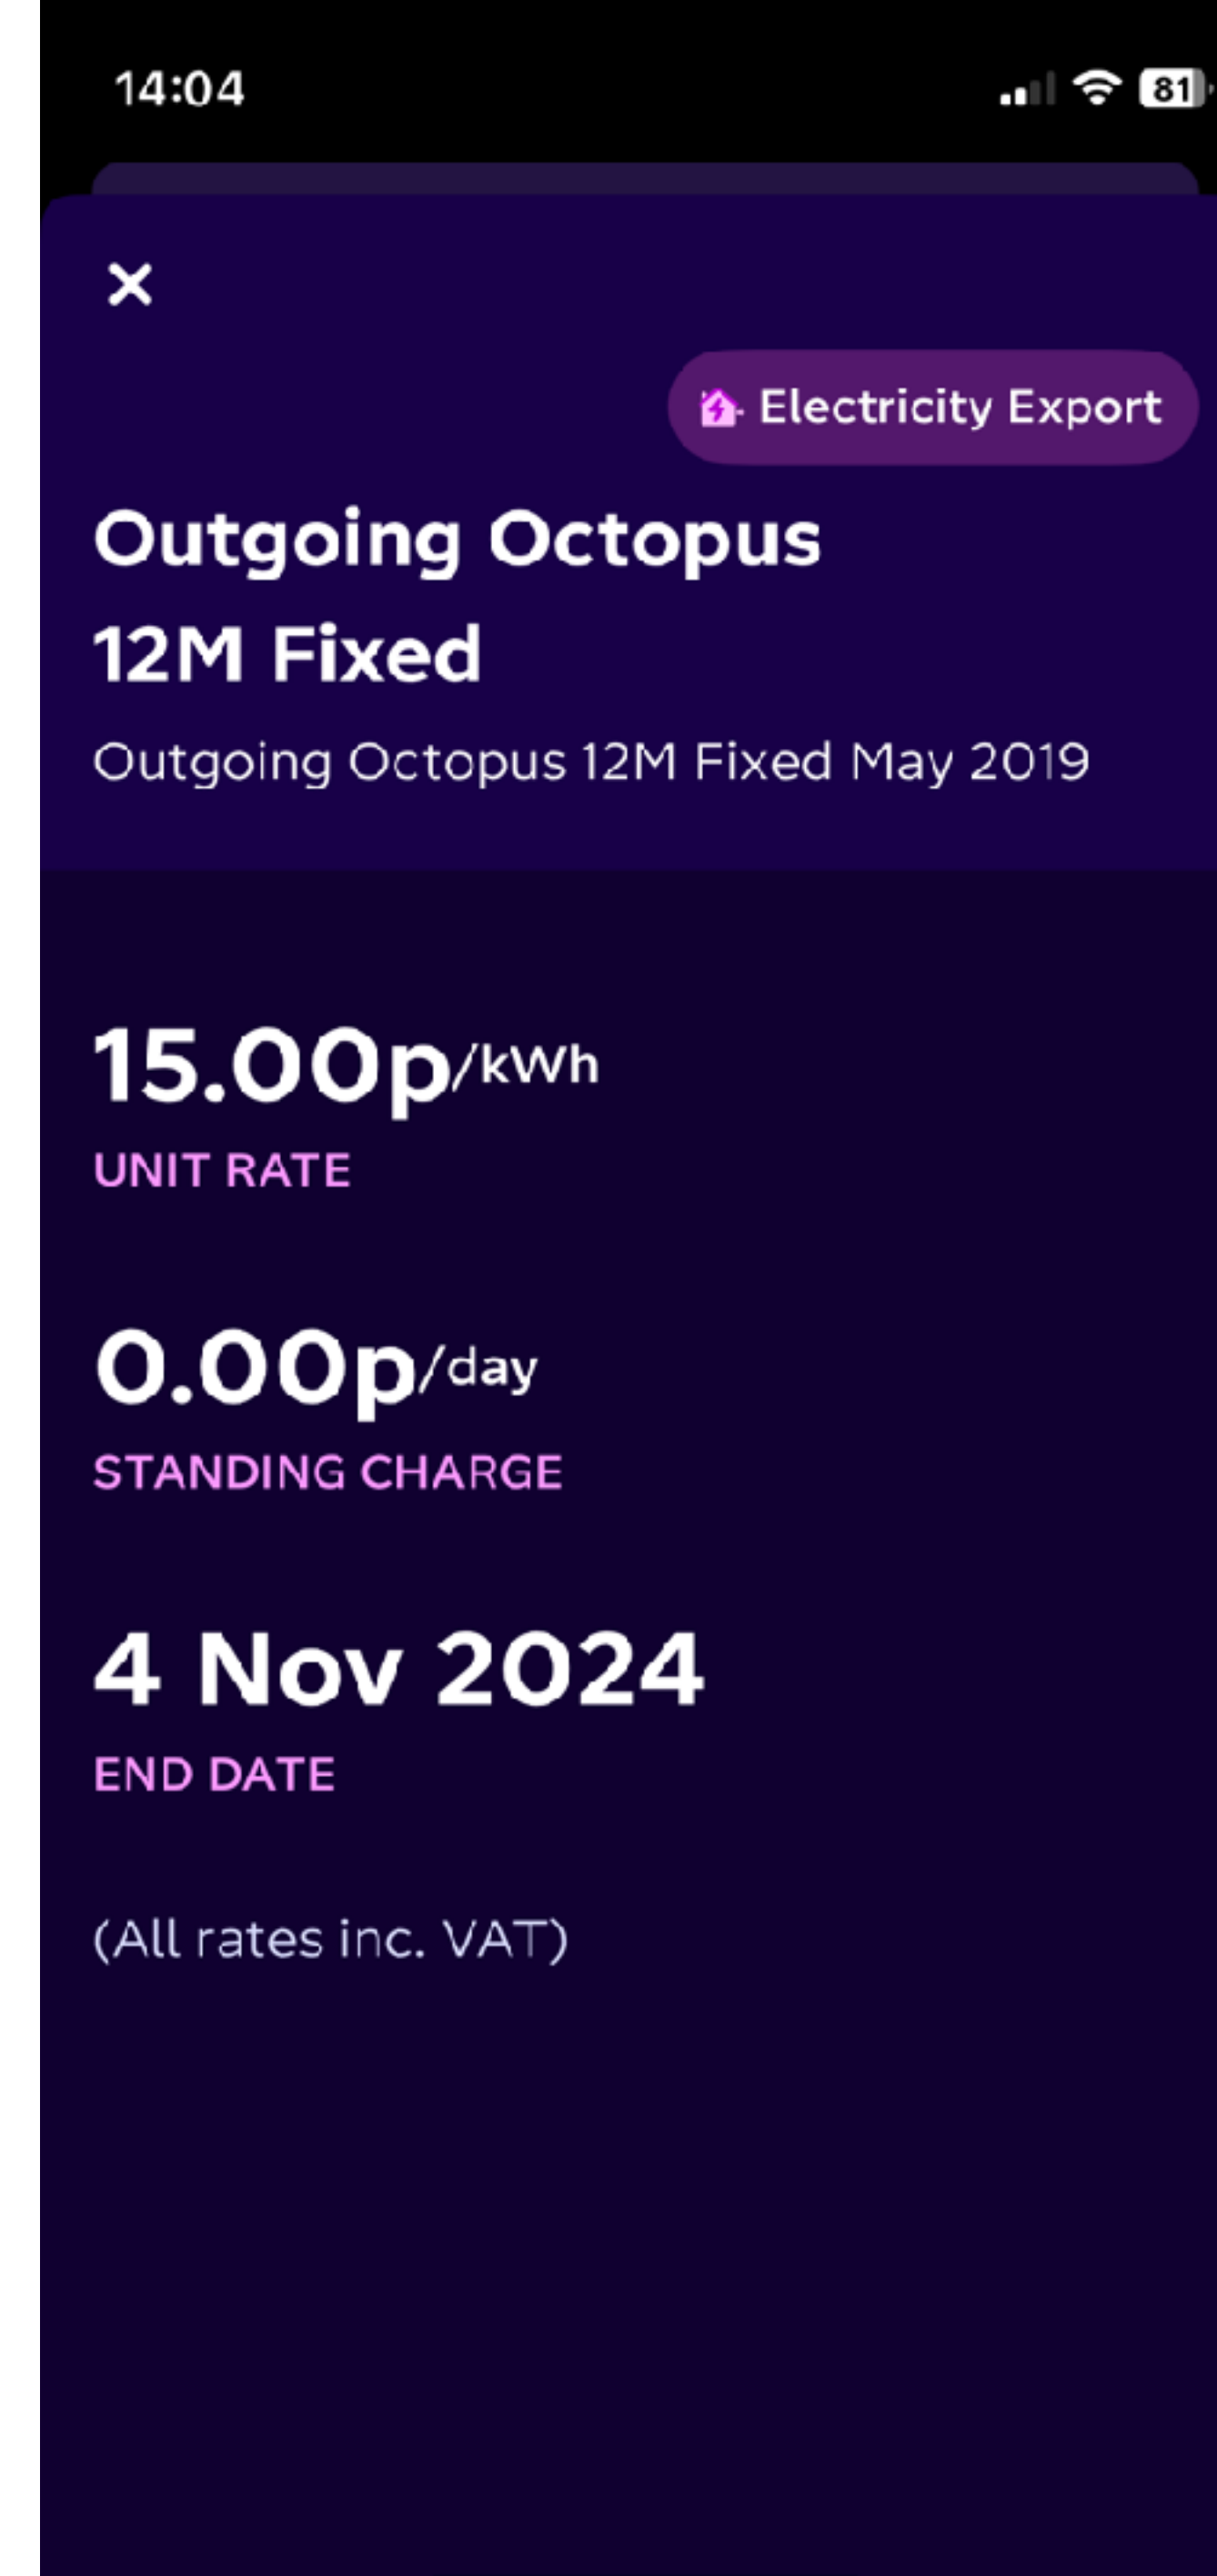 14:04
81
Electricity Export
Outgoing Octopus
12M Fixed
Outgoing Octopus 12M Fixed May 2019
15.00p/kWh
UNIT RATE
0.00p/day
STANDING CHARGE
4 Nov 2024
END DATE
(All rates inc. VAT)